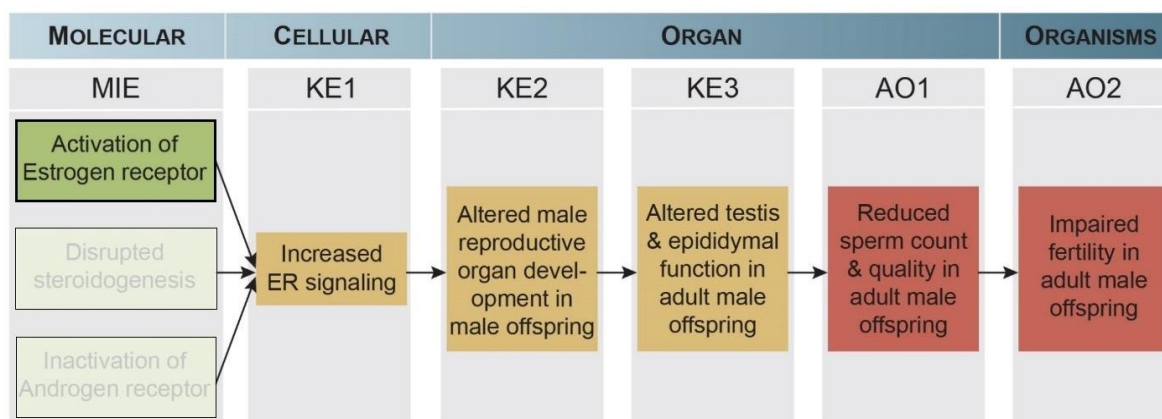 MOLECULAR
CELLULAR
ORGAN
ORGANISMS
MIE
KE1
KE2
KE3
AO1
AO2
Activation of
Estrogen receptor
Disrupted
steroidogenesis
Inactivation of
Androgen receptor
Increased
ER signaling
Altered male
reproductive
organ devel-
opment in
male offspring
Altered testis
& epididymal
function in
adult male
offspring
Reduced
sperm count
& quality in
adult male
offspring
Impaired
fertility in
adult male
offspring